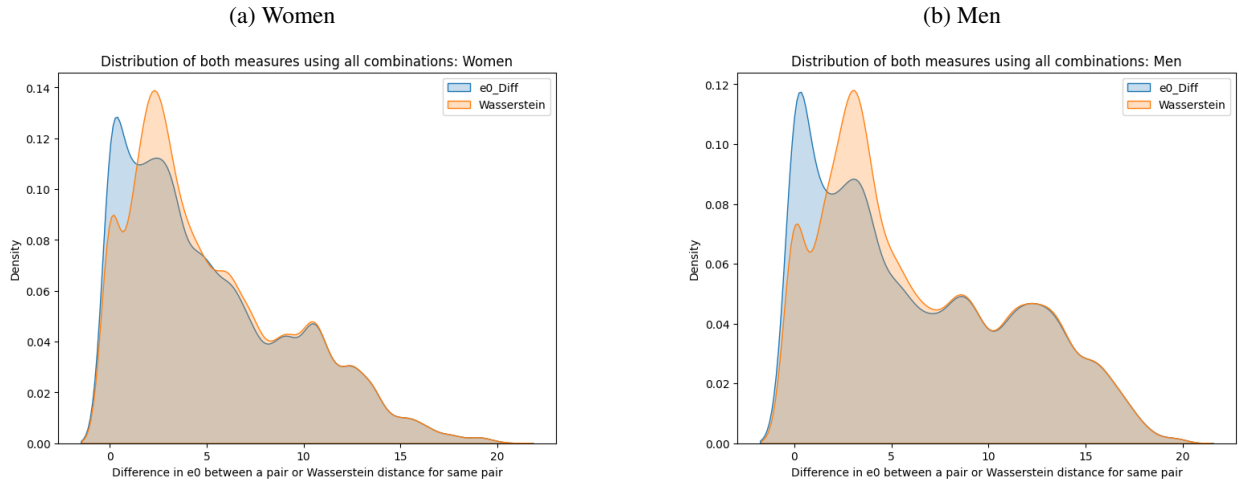 (a) Women
Distribution of both measures using all combinations: Women
e0_Diff
Wasserstein
0.14
0.12
0.10
0.08
0.06
0.04
0.02
0.00
Density
0 5 10 15 20
Difference in e0 between a pair or Wasserstein distance for same pair
(b) Men
Distribution of both measures using all combinations: Men
e0_Diff
Wasserstein
0.12
0.10
0.08
0.06
0.04
0.02
0.00
Density
0 5 10 15 20
Difference in e0 between a pair or Wasserstein distance for same pair